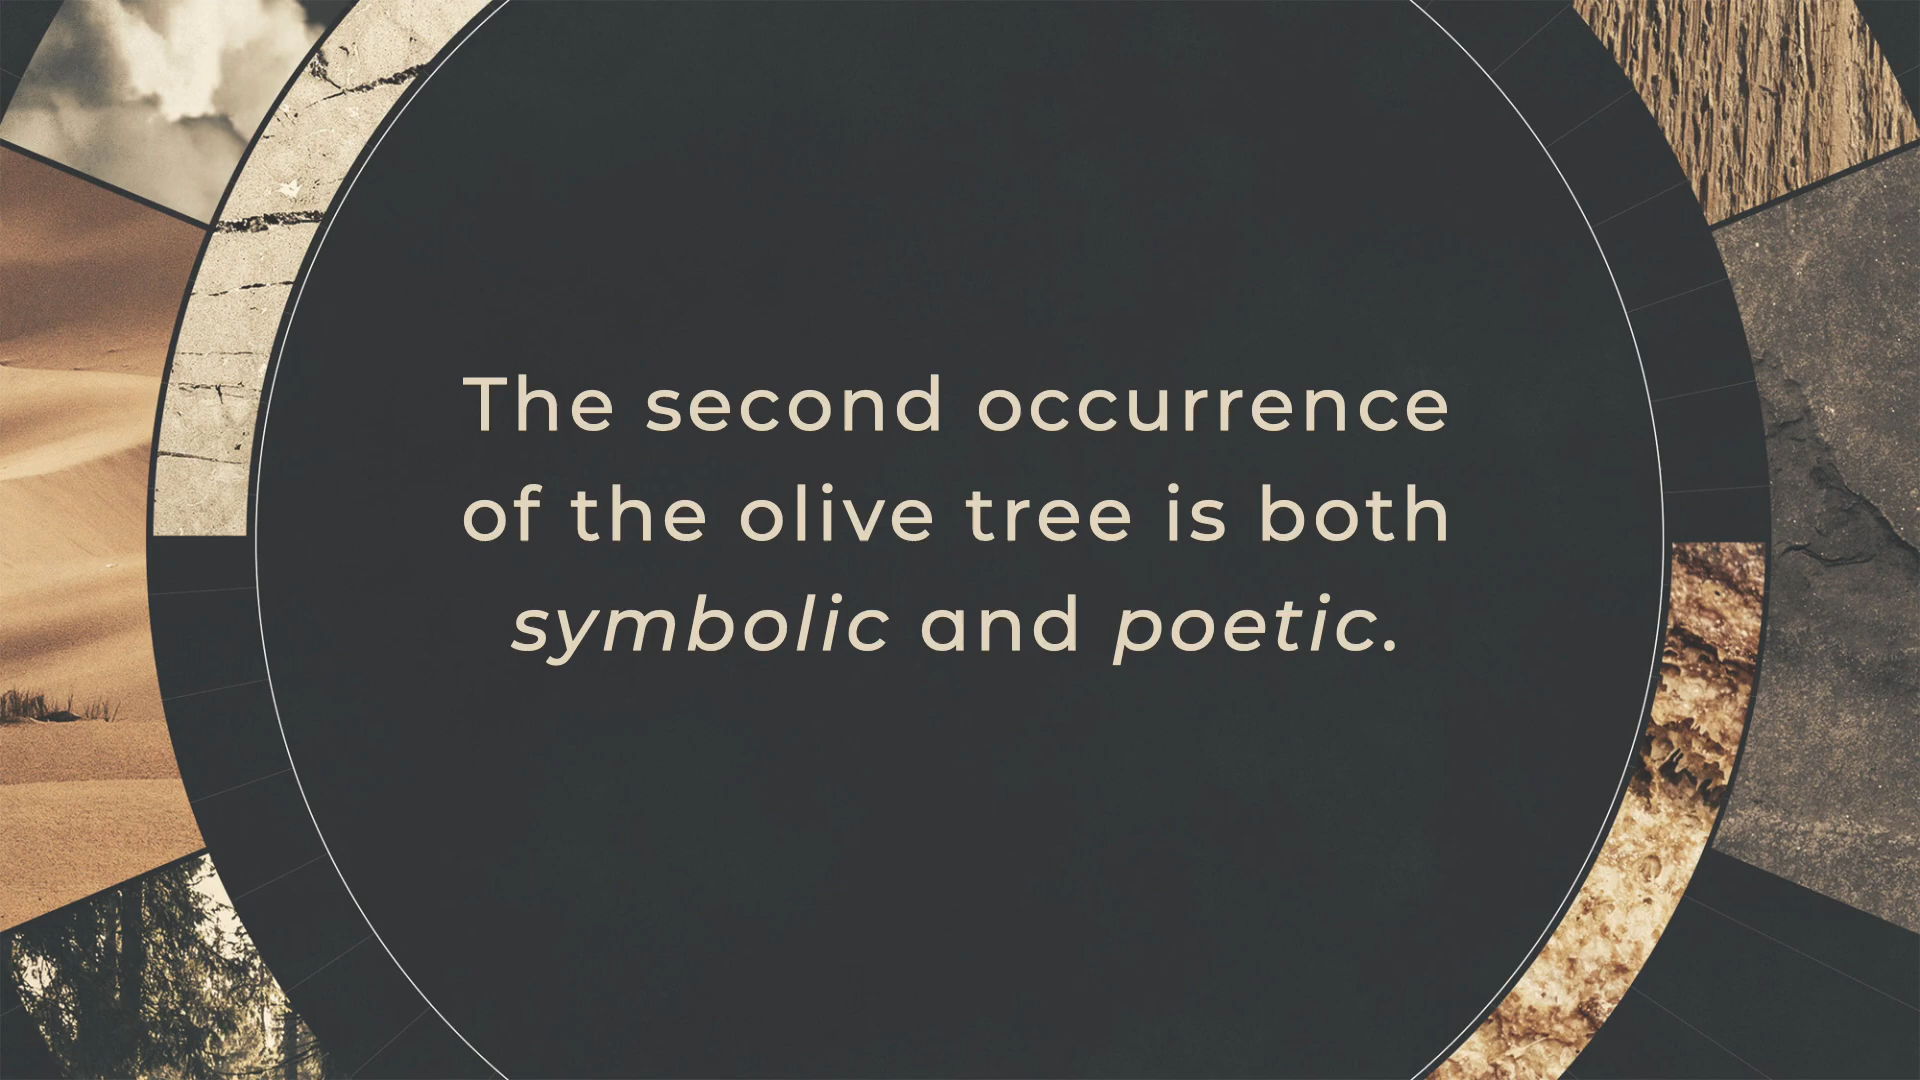 The second occurrence
of the olive tree is both
symbolic and poetic.